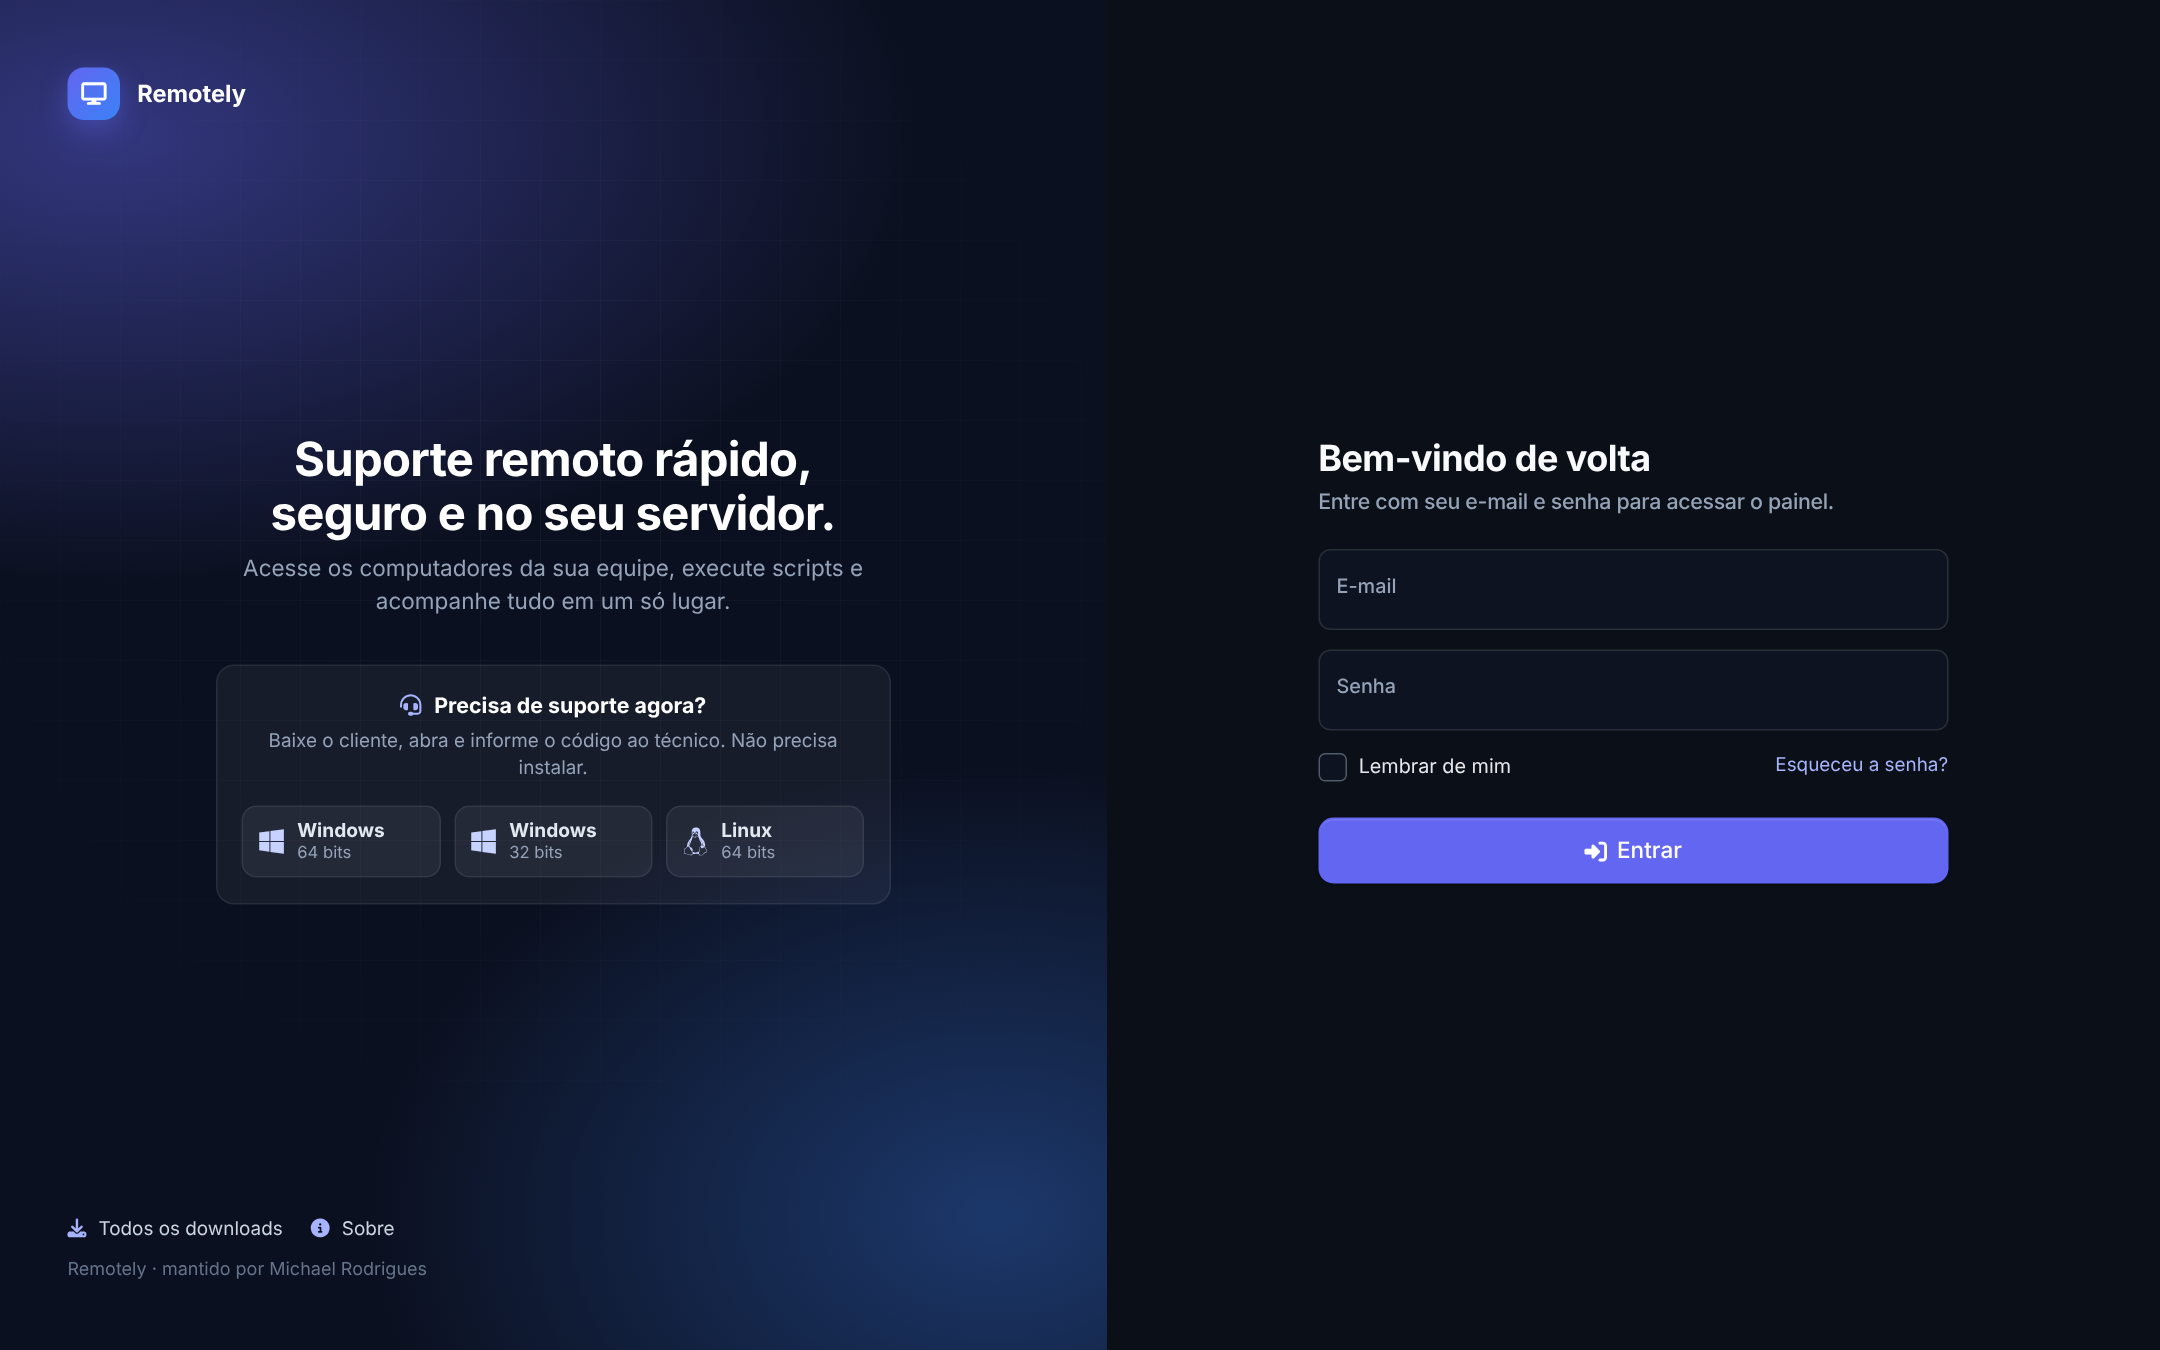 Remotely
Suporte remoto rápido,
seguro e no seu servidor.
Acesse os computadores da sua equipe, execute scripts e
acompanhe tudo em um só lugar.
Precisa de suporte agora?
Baixe o cliente, abra e informe o código ao técnico. Não precisa
instalar.
Windows
64 bits
Windows
32 bits
Linux
64 bits
Todos os downloads
Sobre
Remotely · mantido por Michael Rodrigues
Bem-vindo de volta
Entre com seu e-mail e senha para acessar o painel.
E-mail
Senha
Lembrar de mim
Esqueceu a senha?
Entrar